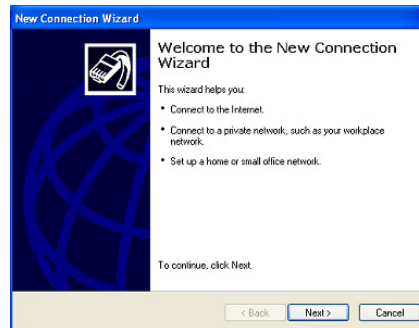 New Connection Wizard
Welcome to the New Connection
Wizard
This wizard helps you:
• Connect to the Internet.
• Connect to a private network, such as your workplace
network.
• Set up a home or small office network.
To continue, click Next.
< Back Next > Cancel